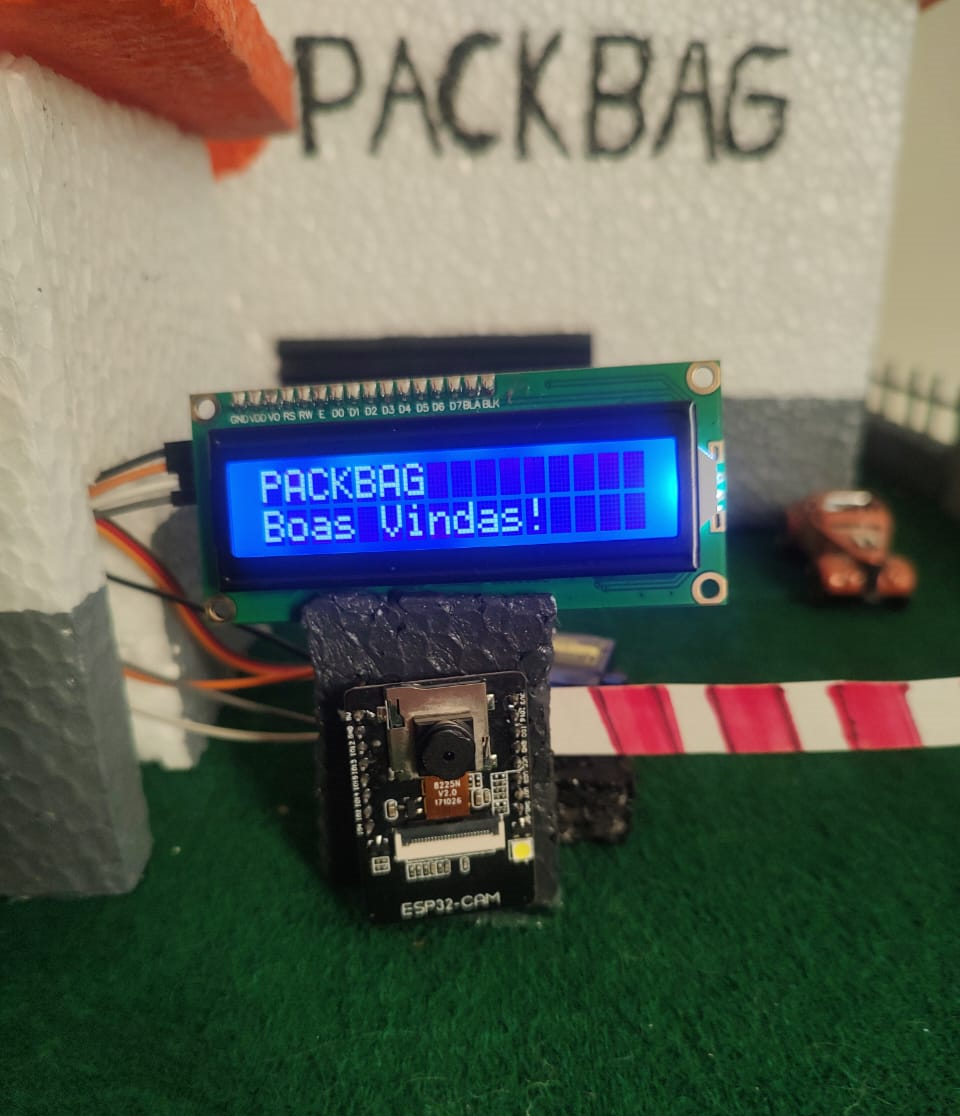 PACKBAG
GND VDD VO RS RW E D0 D1 D2 D3 D4 D5 D6 D7 BLA BLK
PACKBAG
Boas Vindas!
8225N
V2.0
171026
ESP32-CAM